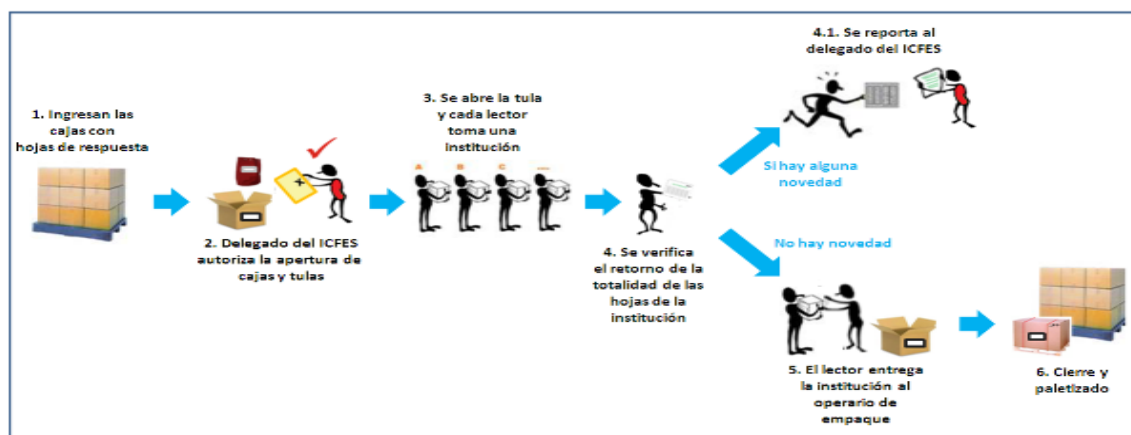 1. Ingresan las
cajas con
hojas de respuesta
2. Delegado del ICFES
autoriza la apertura de
cajas y tulas
3. Se abre la tula
y cada lector
toma una
institución
A B C ....
4. Se verifica
el retorno de la
totalidad de las
hojas de la
institución
4.1. Se reporta al
delegado del ICFES
Si hay alguna
novedad
No hay novedad
5. El lector entrega
la institución al
operario de
empaque
6. Cierre y
paletizado